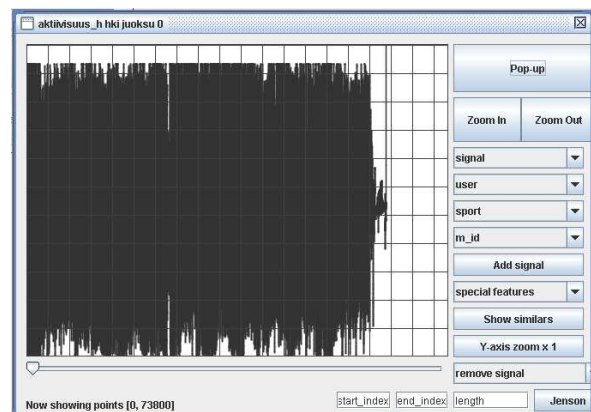 aktiivisuus_h hki juoksu 0
Pop-up
Zoom In Zoom Out
signal
user
sport
m_id
Add signal
special features
Show similars
Y-axis zoom x 1
remove signal
Now showing points [0, 73800] start_index end_index length Jenson